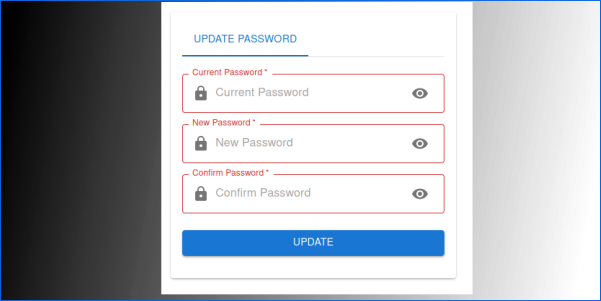 UPDATE PASSWORD
Current Password *
Current Password
New Password *
New Password
Confirm Password *
Confirm Password
UPDATE